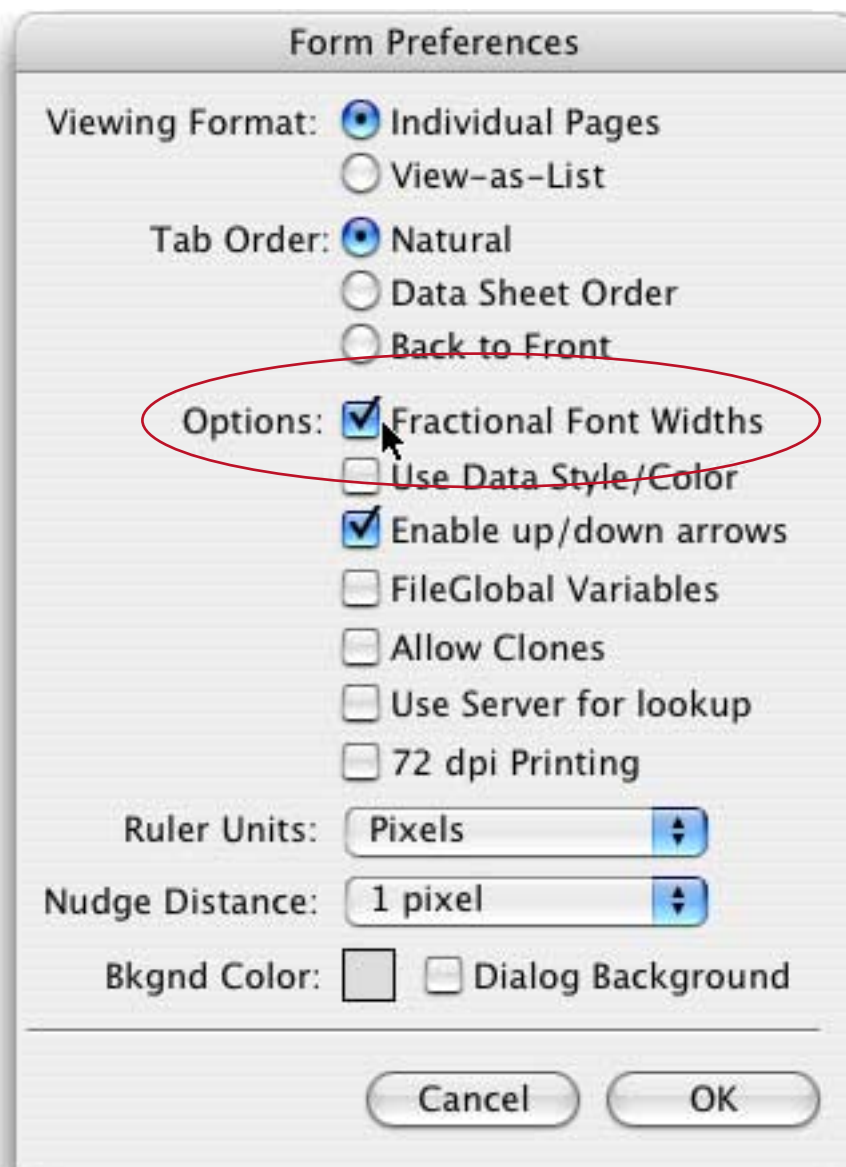 Form Preferences
Viewing Format: Individual Pages
View-as-List
Tab Order: Natural
Data Sheet Order
Back to Front
Options: Fractional Font Widths
Use Data Style/Color
Enable up/down arrows
FileGlobal Variables
Allow Clones
Use Server for lookup
72 dpi Printing
Ruler Units: Pixels
Nudge Distance: 1 pixel
Bkgnd Color: Dialog Background
Cancel OK